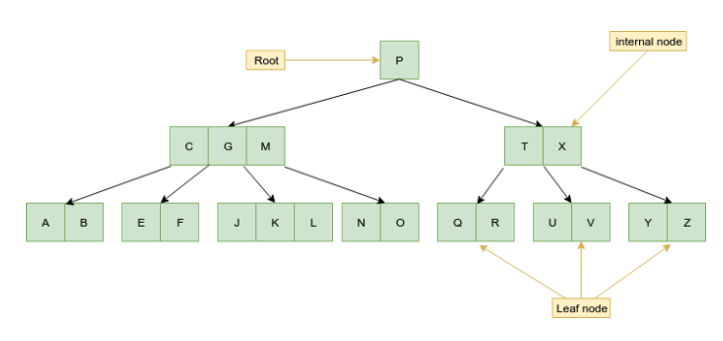 internal node
Root
P
C G M
T X
A B
E F
J K L
N O
Q R
U V
Y Z
Leaf node